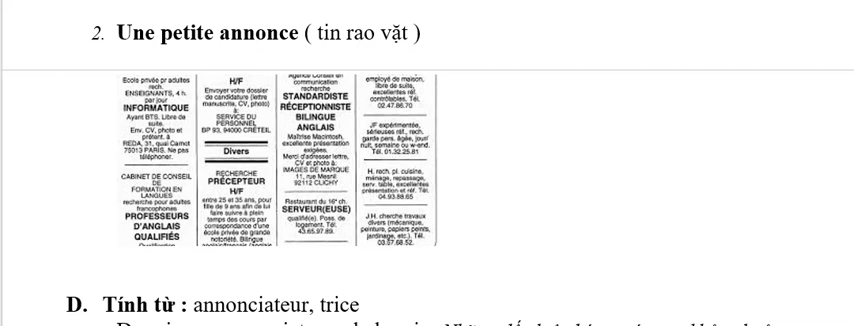 2. Une petite annonce ( tin rao vặt )
Ecole privée pr adultes
rech.
ENSEIGNANTS, 4 h.
par jour
INFORMATIQUE
Ayant BTS. Libre de
suite.
Env. CV, photo et
prétent. à
REDA, 31, quai Carnot
75013 PARIS. Ne pas
téléphoner.
CABINET DE CONSEIL
DE
FORMATION EN
LANGUES
recherche pour adultes
francophones
PROFESSEURS
D'ANGLAIS
QUALIFIÉS
H/F
Envoyer votre dossier
de candidature (lettre
manuscrite, CV, photo)
à:
SERVICE DU
PERSONNEL
BP 93, 94000 CRETEIL
Divers
RECHERCHE
PRÉCEPTEUR
H/F
entre 25 et 35 ans, pour
fille de 9 ans afin de lui
faire suivre à plein
temps des cours par
correspondance d'une
école privée de grande
notoriété. Bilingue
Agence Conseil en
communication
recherche
STANDARDISTE
RÉCEPTIONNISTE
BILINGUE
ANGLAIS
Maîtrise Macintosh,
excellente présentation
exigées.
Merci d'adresser lettre,
CV et photo à:
IMAGES DE MARQUE
11, rue Mesnil
92112 CLICHY
Restaurant du 16e ch.
SERVEUR(EUSE)
qualifié(e). Poss. de
logement. Tél.
43.65.97.89.
employé de maison,
libre de suite,
excellentes réf.
contrôlables. Tél.
02.47.86.70
JF expérimentée,
sérieuses réf., rech.
garde pers. âgée, jour/
nuit, semaine ou w-end.
Tél. 01.32.25.81
H. rech. pl. cuisine,
ménage, repassage,
serv. table, excellentes
présentation et réf. Tél.
04.93.88.65
J.H. cherche travaux
divers (mécanique,
peinture, papiers peints,
jardinage, etc.). Tél.
03.57.68.52.
D. Tính từ : annonciateur, trice